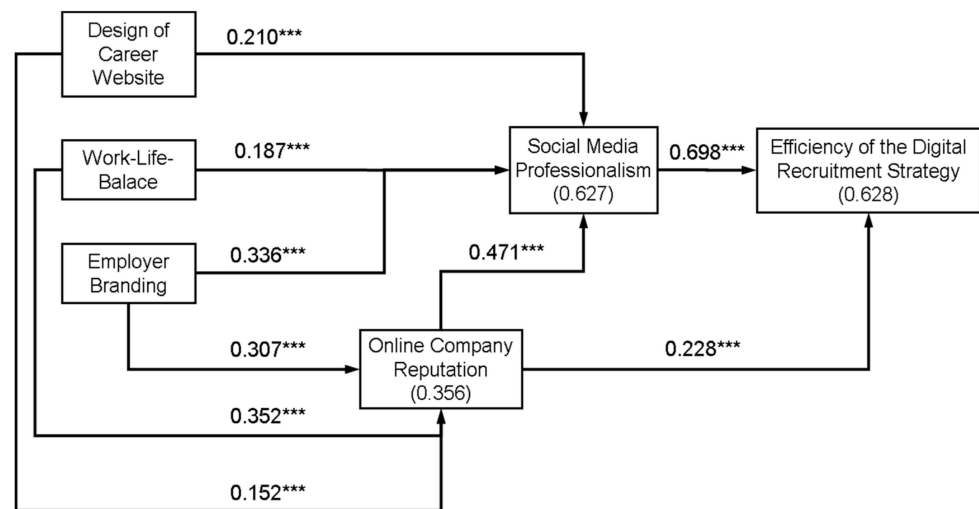 Design of
Career
Website
0.210***
Work-Life-
Balace
0.187***
Social Media
Professionalism
(0.627)
0.698***
Efficiency of the Digital
Recruitment Strategy
(0.628)
Employer
Branding
0.336***
0.471***
0.307***
Online Company
Reputation
(0.356)
0.228***
0.352***
0.152***